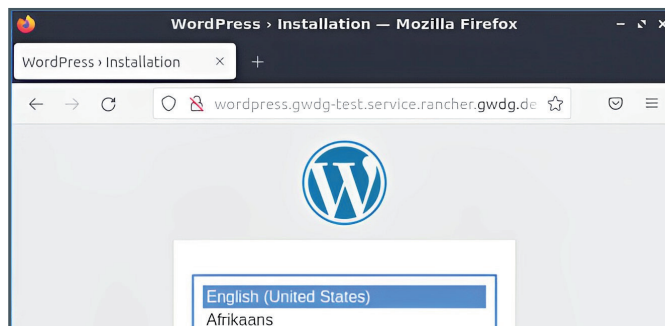 WordPress › Installation — Mozilla Firefox
WordPress › Installation
wordpress.gwdg-test.service.rancher.gwdg.de
English (United States)
Afrikaans